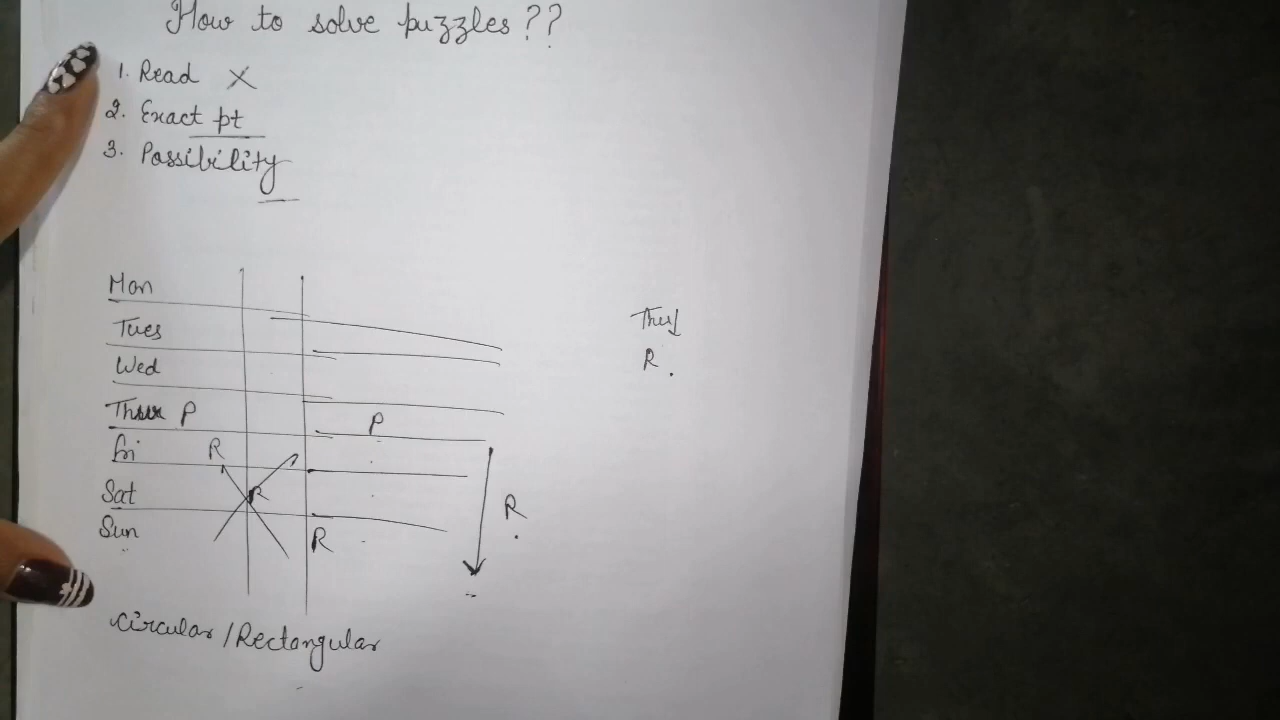 How to solve puzzles??
1. Read X
2. Exact pt
3. Possibility
Mon
Tues
Wed
Thur P P
Fri R
Sat R R
Sun R
Thu
R.
Circular/Rectangular